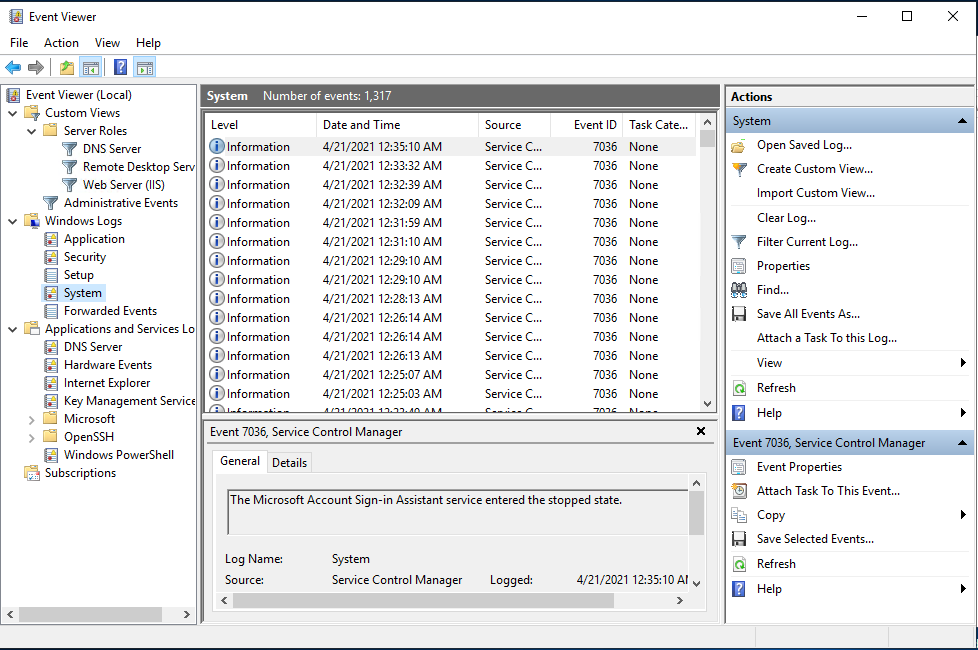 Event Viewer
File Action View Help
Event Viewer (Local)
Custom Views
Server Roles
DNS Server
Remote Desktop Serv
Web Server (IIS)
Administrative Events
Windows Logs
Application
Security
Setup
System
Forwarded Events
Applications and Services Lo
DNS Server
Hardware Events
Internet Explorer
Key Management Service
Microsoft
OpenSSH
Windows PowerShell
Subscriptions
System Number of events: 1,317
Level Date and Time Source Event ID Task Cate...
Information 4/21/2021 12:35:10 AM Service C... 7036 None
Information 4/21/2021 12:33:32 AM Service C... 7036 None
Information 4/21/2021 12:32:39 AM Service C... 7036 None
Information 4/21/2021 12:32:09 AM Service C... 7036 None
Information 4/21/2021 12:31:59 AM Service C... 7036 None
Information 4/21/2021 12:31:10 AM Service C... 7036 None
Information 4/21/2021 12:29:10 AM Service C... 7036 None
Information 4/21/2021 12:29:10 AM Service C... 7036 None
Information 4/21/2021 12:28:13 AM Service C... 7036 None
Information 4/21/2021 12:26:14 AM Service C... 7036 None
Information 4/21/2021 12:26:14 AM Service C... 7036 None
Information 4/21/2021 12:26:13 AM Service C... 7036 None
Information 4/21/2021 12:25:07 AM Service C... 7036 None
Information 4/21/2021 12:25:03 AM Service C... 7036 None
Event 7036, Service Control Manager
General Details
The Microsoft Account Sign-in Assistant service entered the stopped state.
Log Name: System
Source: Service Control Manager Logged: 4/21/2021 12:35:10 AM
Actions
System
Open Saved Log...
Create Custom View...
Import Custom View...
Clear Log...
Filter Current Log...
Properties
Find...
Save All Events As...
Attach a Task To this Log...
View
Refresh
Help
Event 7036, Service Control Manager
Event Properties
Attach Task To This Event...
Copy
Save Selected Events...
Refresh
Help